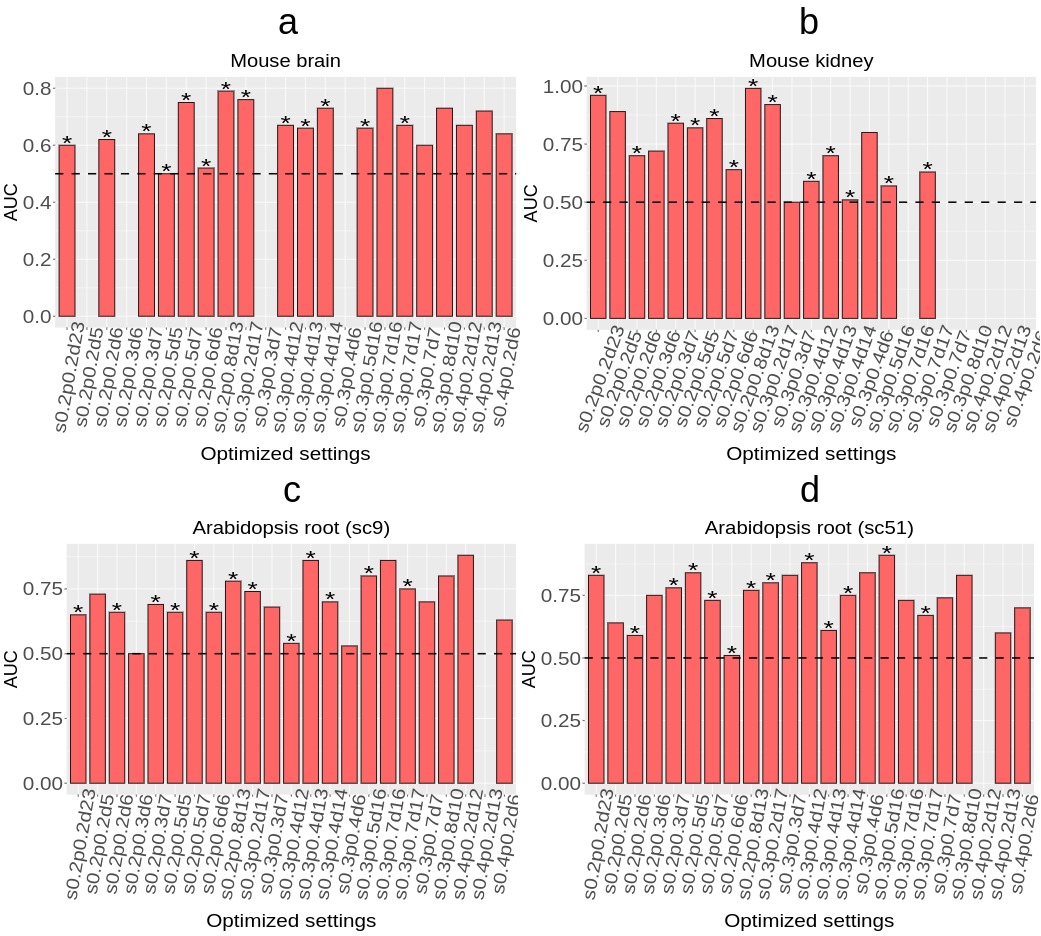 a
Mouse brain
AUC
0.8
0.6
0.4
0.2
0.0
s0.2p0.2d23
s0.2p0.2d5
s0.2p0.2d6
s0.2p0.3d6
s0.2p0.3d7
s0.2p0.5d5
s0.2p0.5d7
s0.2p0.6d6
s0.2p0.8d13
s0.3p0.2d17
s0.3p0.3d7
s0.3p0.4d12
s0.3p0.4d13
s0.3p0.4d14
s0.3p0.4d6
s0.3p0.5d16
s0.3p0.7d16
s0.3p0.7d17
s0.3p0.7d7
s0.3p0.8d10
s0.4p0.2d12
s0.4p0.2d13
s0.4p0.2d6
Optimized settings
b
Mouse kidney
AUC
1.00
0.75
0.50
0.25
0.00
s0.2p0.2d23
s0.2p0.2d5
s0.2p0.2d6
s0.2p0.3d6
s0.2p0.3d7
s0.2p0.5d5
s0.2p0.5d7
s0.2p0.6d6
s0.2p0.8d13
s0.3p0.2d17
s0.3p0.3d7
s0.3p0.4d12
s0.3p0.4d13
s0.3p0.4d14
s0.3p0.4d6
s0.3p0.5d16
s0.3p0.7d16
s0.3p0.7d17
s0.3p0.7d7
s0.3p0.8d10
s0.4p0.2d12
s0.4p0.2d13
s0.4p0.2d6
Optimized settings
c
Arabidopsis root (sc9)
AUC
0.75
0.50
0.25
0.00
s0.2p0.2d23
s0.2p0.2d5
s0.2p0.2d6
s0.2p0.3d6
s0.2p0.3d7
s0.2p0.5d5
s0.2p0.5d7
s0.2p0.6d6
s0.2p0.8d13
s0.3p0.2d17
s0.3p0.3d7
s0.3p0.4d12
s0.3p0.4d13
s0.3p0.4d14
s0.3p0.4d6
s0.3p0.5d16
s0.3p0.7d16
s0.3p0.7d17
s0.3p0.7d7
s0.3p0.8d10
s0.4p0.2d12
s0.4p0.2d13
s0.4p0.2d6
Optimized settings
d
Arabidopsis root (sc51)
AUC
0.75
0.50
0.25
0.00
s0.2p0.2d23
s0.2p0.2d5
s0.2p0.2d6
s0.2p0.3d6
s0.2p0.3d7
s0.2p0.5d5
s0.2p0.5d7
s0.2p0.6d6
s0.2p0.8d13
s0.3p0.2d17
s0.3p0.3d7
s0.3p0.4d12
s0.3p0.4d13
s0.3p0.4d14
s0.3p0.4d6
s0.3p0.5d16
s0.3p0.7d16
s0.3p0.7d17
s0.3p0.7d7
s0.3p0.8d10
s0.4p0.2d12
s0.4p0.2d13
s0.4p0.2d6
Optimized settings